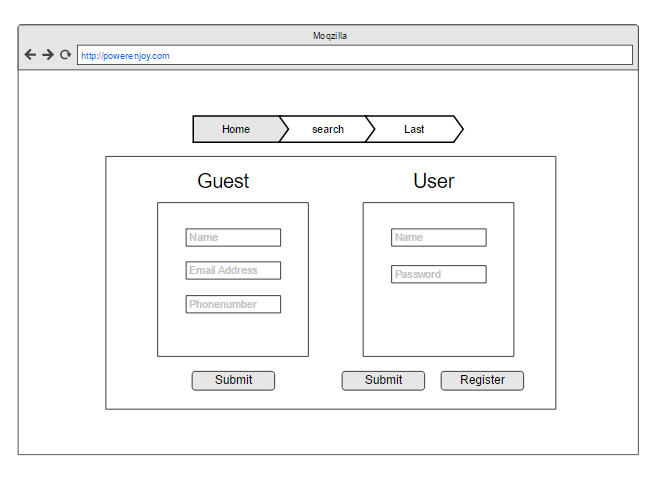 Moqzilla
http://powerenjoy.com
Home search Last
Guest User
Name Name
Email Address Password
Phonenumber
Submit Submit Register